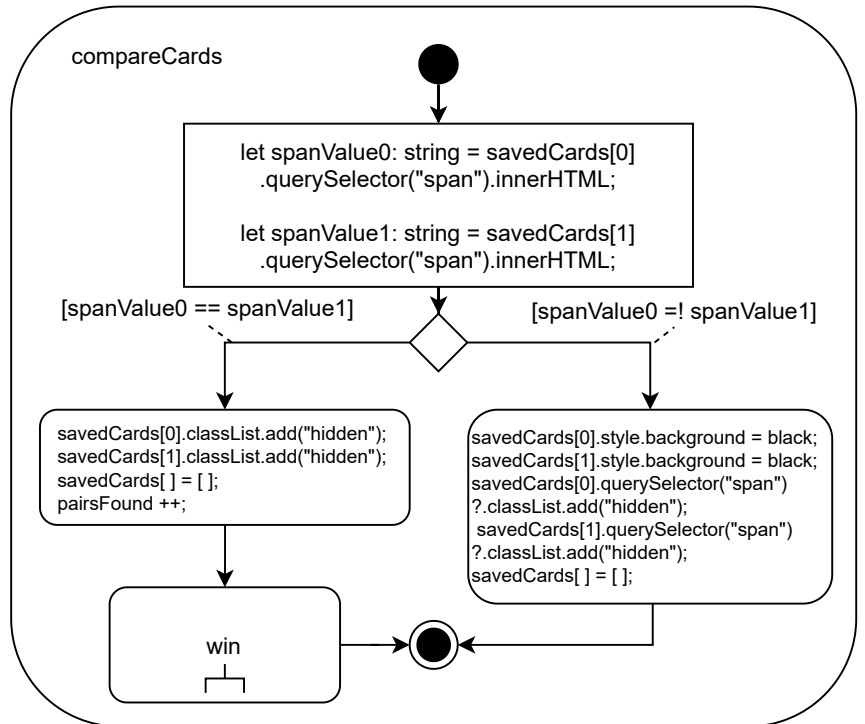 compareCards
let spanValue0: string = savedCards[0]
.querySelector("span").innerHTML;
let spanValue1: string = savedCards[1]
.querySelector("span").innerHTML;
[spanValue0 == spanValue1]
[spanValue0 =! spanValue1]
savedCards[0].classList.add("hidden");
savedCards[1].classList.add("hidden");
savedCards[ ] = [ ];
pairsFound ++;
savedCards[0].style.background = black;
savedCards[1].style.background = black;
savedCards[0].querySelector("span")
?.classList.add("hidden");
savedCards[1].querySelector("span")
?.classList.add("hidden");
savedCards[ ] = [ ];
win